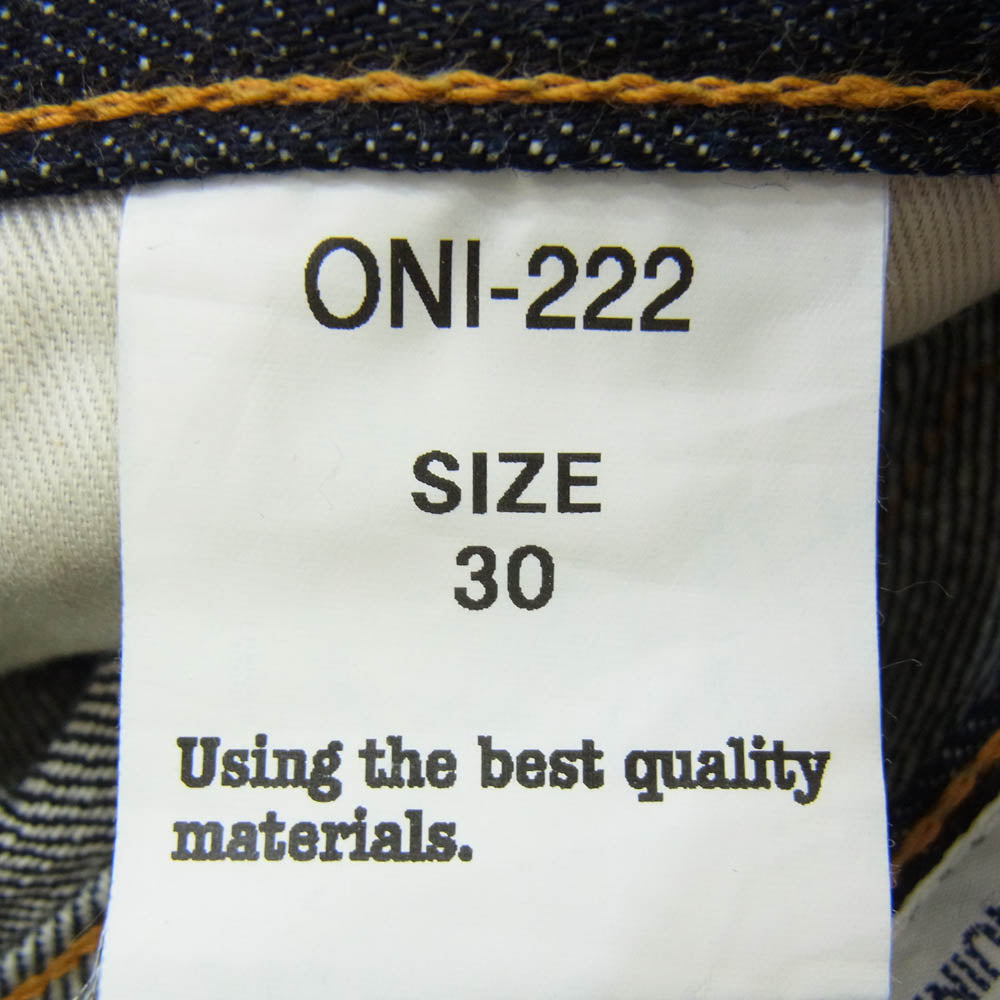 ONI-222
SIZE
30
Using the best quality
materials.